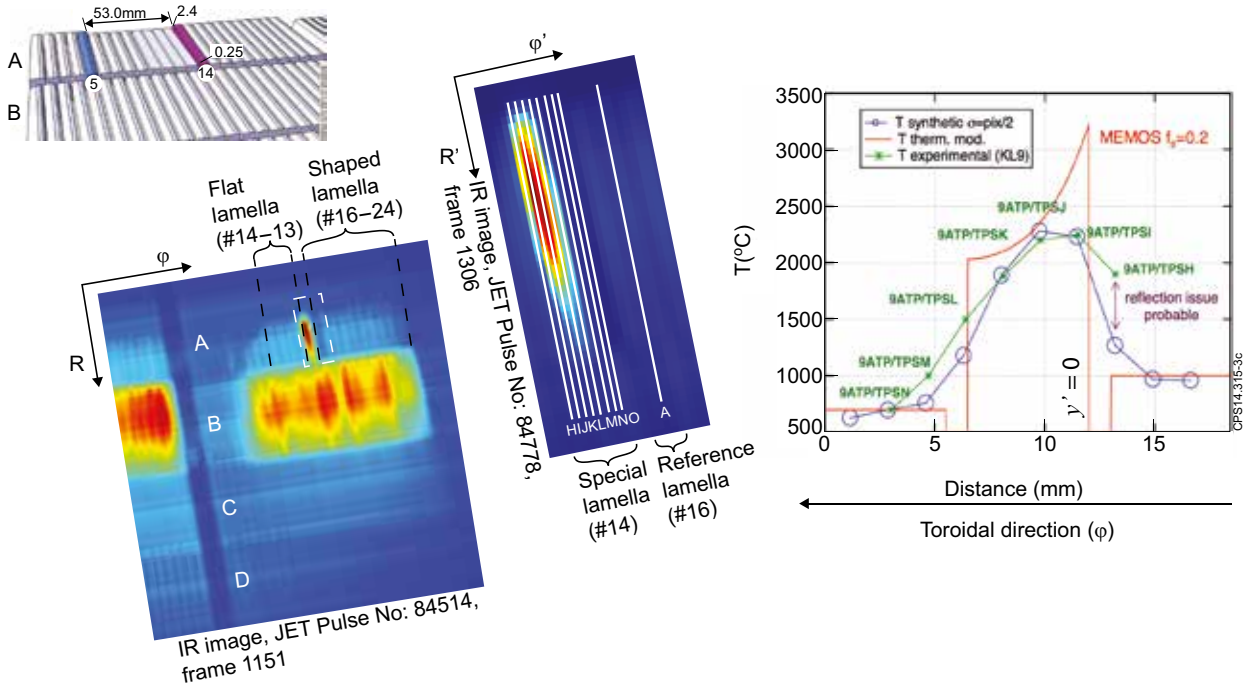 53.0mm
2.4
0.25
A
5
14
B
Flat
lamella
(#14–13)
Shaped
lamella
(#16–24)
φ
R
A
B
C
D
IR image, JET Pulse No: 84514,
frame 1151
φ'
R'
IR image, JET Pulse No: 84778,
frame 1306
HIJKLMNO
A
Special
lamella
(#14)
Reference
lamella
(#16)
3500
3000
2500
2000
1500
1000
500
T(ºC)
T synthetic σ=pix/2
T therm. mod.
T experimental (KL9)
MEMOS fs=0.2
9ATP/TPSJ
9ATP/TPSK
9ATP/TPSI
9ATP/TPSH
9ATP/TPSL
reflection issue
probable
9ATP/TPSM
9ATP/TPSN
y' = 0
0
5
10
15
Distance (mm)
Toroidal direction (φ)
CPS14.315-3c